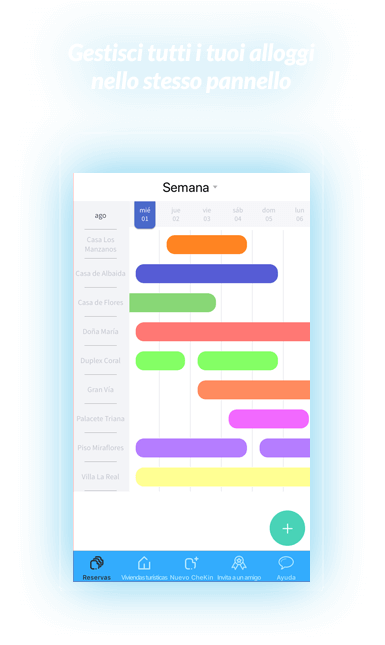 Gestisci tutti i tuoi alloggi
nello stesso pannello
Semana
ago mié jue vie sáb dom lun
01 02 03 04 05 06
Casa Los
Manzanos
Casa de Albaida
Casa de Flores
Doña María
Duplex Coral
Gran Vía
Palacete Triana
Piso Miraflores
Villa La Real
+
Reservas Viviendas turísticas Nuevo CheKin Invita a un amigo Ayuda